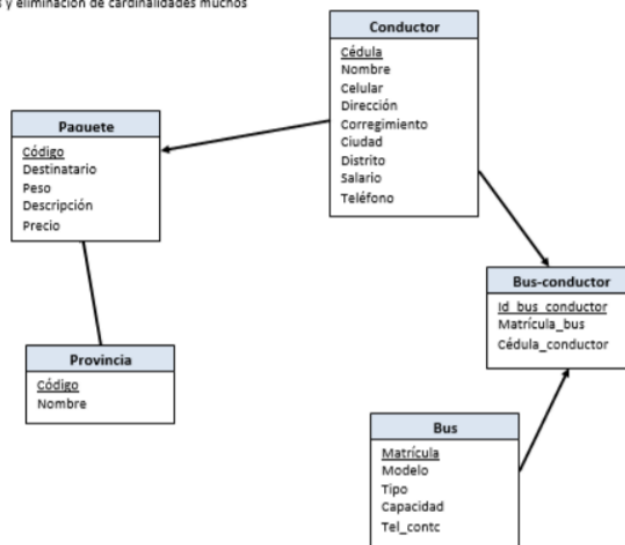 y eliminación de cardinalidades muchos
Conductor
Cédula
Nombre
Celular
Dirección
Corregimiento
Ciudad
Distrito
Salario
Teléfono
Paquete
Código
Destinatario
Peso
Descripción
Precio
Bus-conductor
Id_bus_conductor
Matrícula_bus
Cédula_conductor
Provincia
Código
Nombre
Bus
Matrícula
Modelo
Tipo
Capacidad
Tel_contc